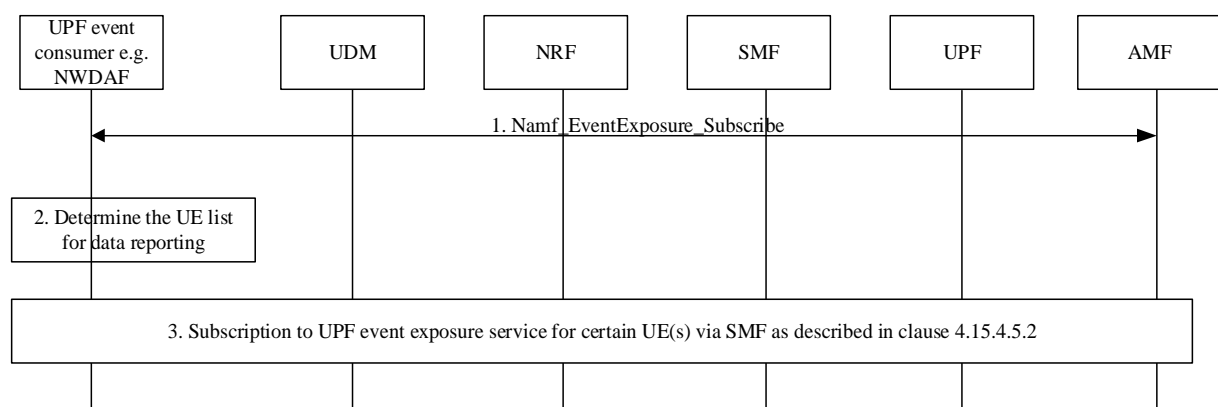 UPF event
consumer e.g.
NWDAF
UDM
NRF
SMF
UPF
AMF
1. Namf_EventExposure_Subscribe
2. Determine the UE list
for data reporting
3. Subscription to UPF event exposure service for certain UE(s) via SMF as described in clause 4.15.4.5.2